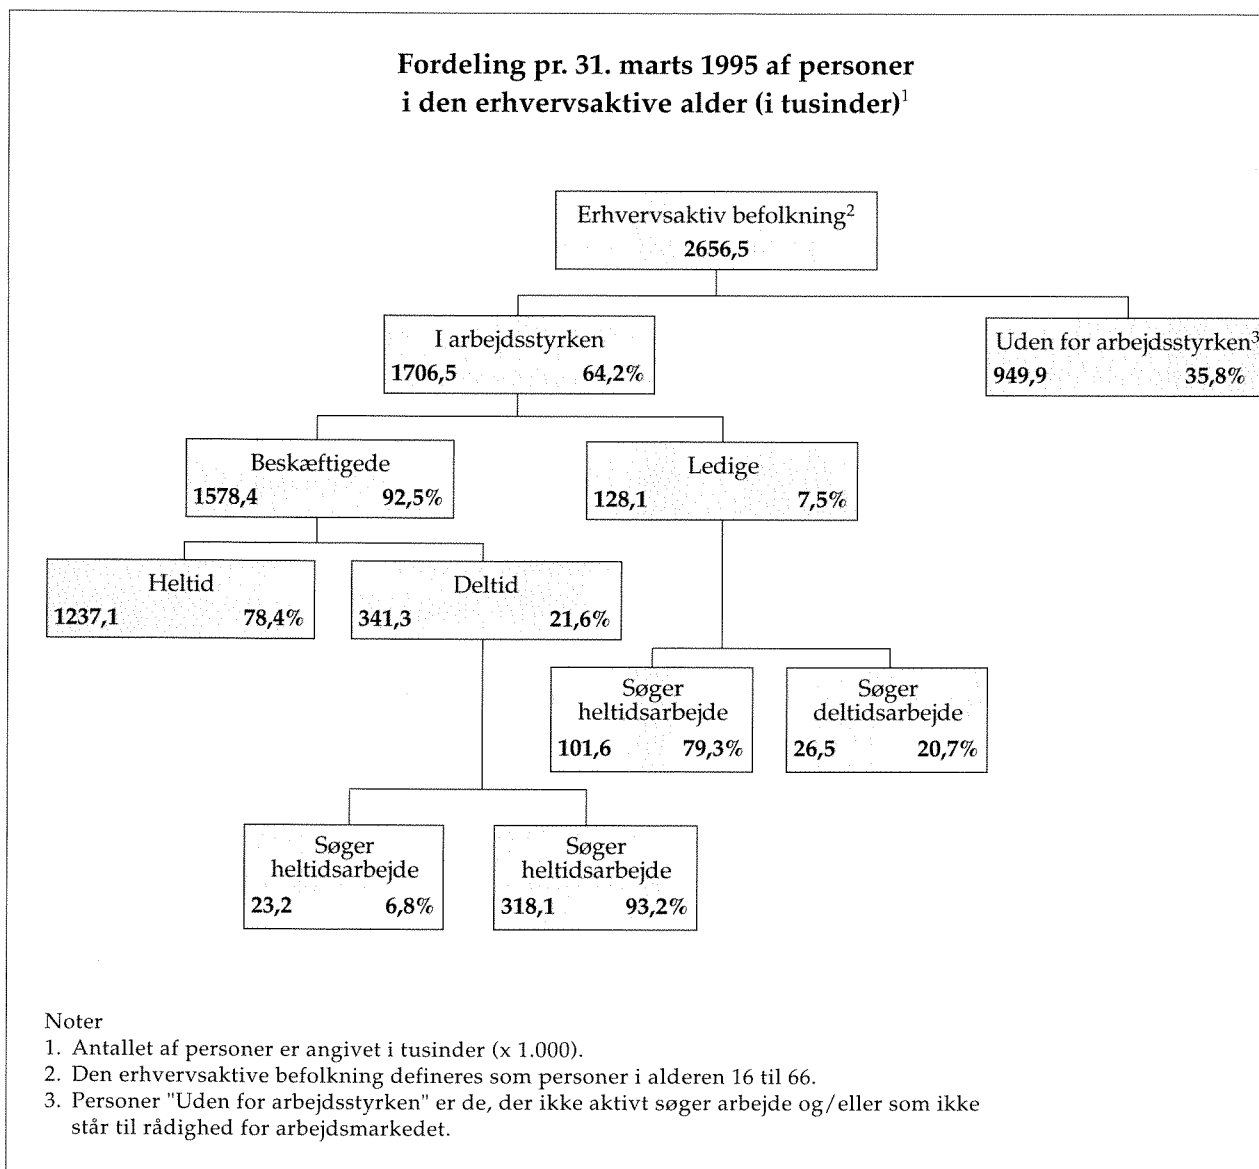 Fordeling pr. 31. marts 1995 af personer
i den erhvervsaktive alder (i tusinder)1
Erhvervsaktiv befolkning2
2656,5
I arbejdsstyrken
1706,5 64,2%
Uden for arbejdsstyrken3
949,9 35,8%
Beskæftigede
1578,4 92,5%
Ledige
128,1 7,5%
Heltid
1237,1 78,4%
Deltid
341,3 21,6%
Søger
heltidsarbejde
101,6 79,3%
Søger
deltidsarbejde
26,5 20,7%
Søger
heltidsarbejde
23,2 6,8%
Søger
heltidsarbejde
318,1 93,2%
Noter
1. Antallet af personer er angivet i tusinder (x 1.000).
2. Den erhvervsaktive befolkning defineres som personer i alderen 16 til 66.
3. Personer "Uden for arbejdsstyrken" er de, der ikke aktivt søger arbejde og/eller som ikke
står til rådighed for arbejdsmarkedet.